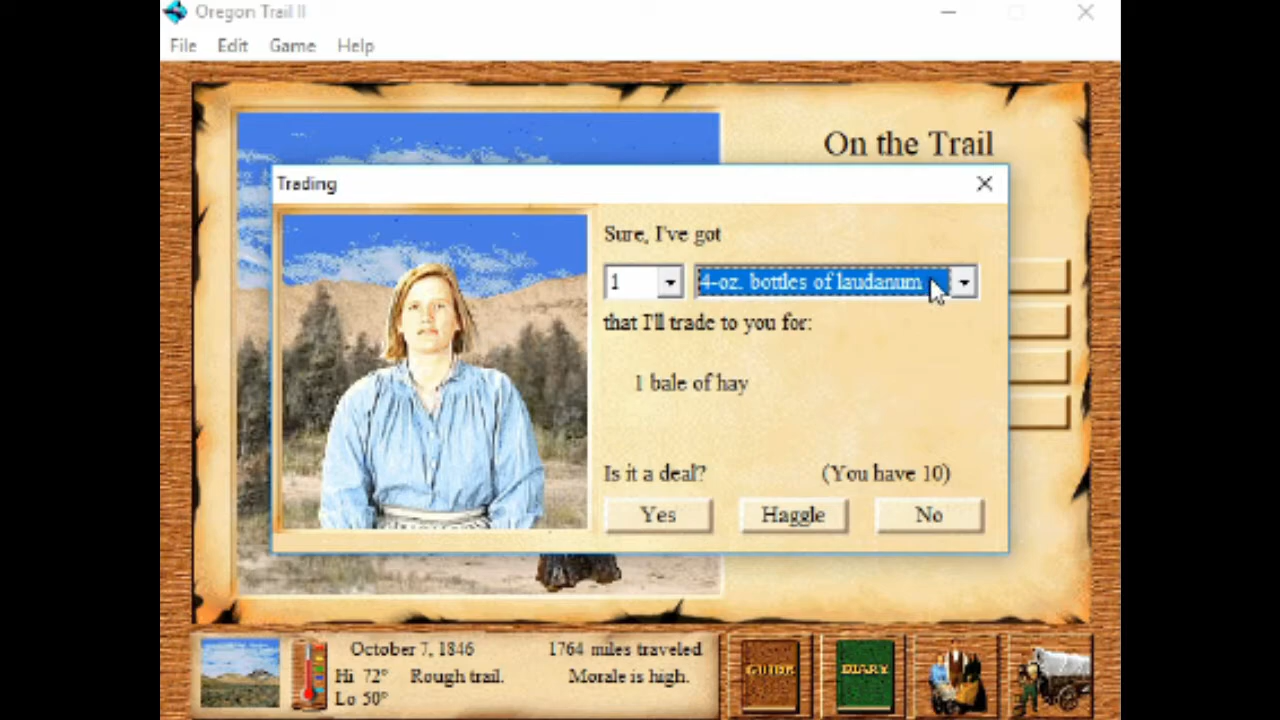 Oregon Trail II
File Edit Game Help
On the Trail
Trading
Sure, I've got
1 4-oz. bottles of laudanum
that I'll trade to you for:
1 bale of hay
Is it a deal? (You have 10)
Yes Haggle No
October 7, 1846 1764 miles traveled.
Hi 72° Rough trail. Morale is high.
Lo 50°
GUIDE DIARY